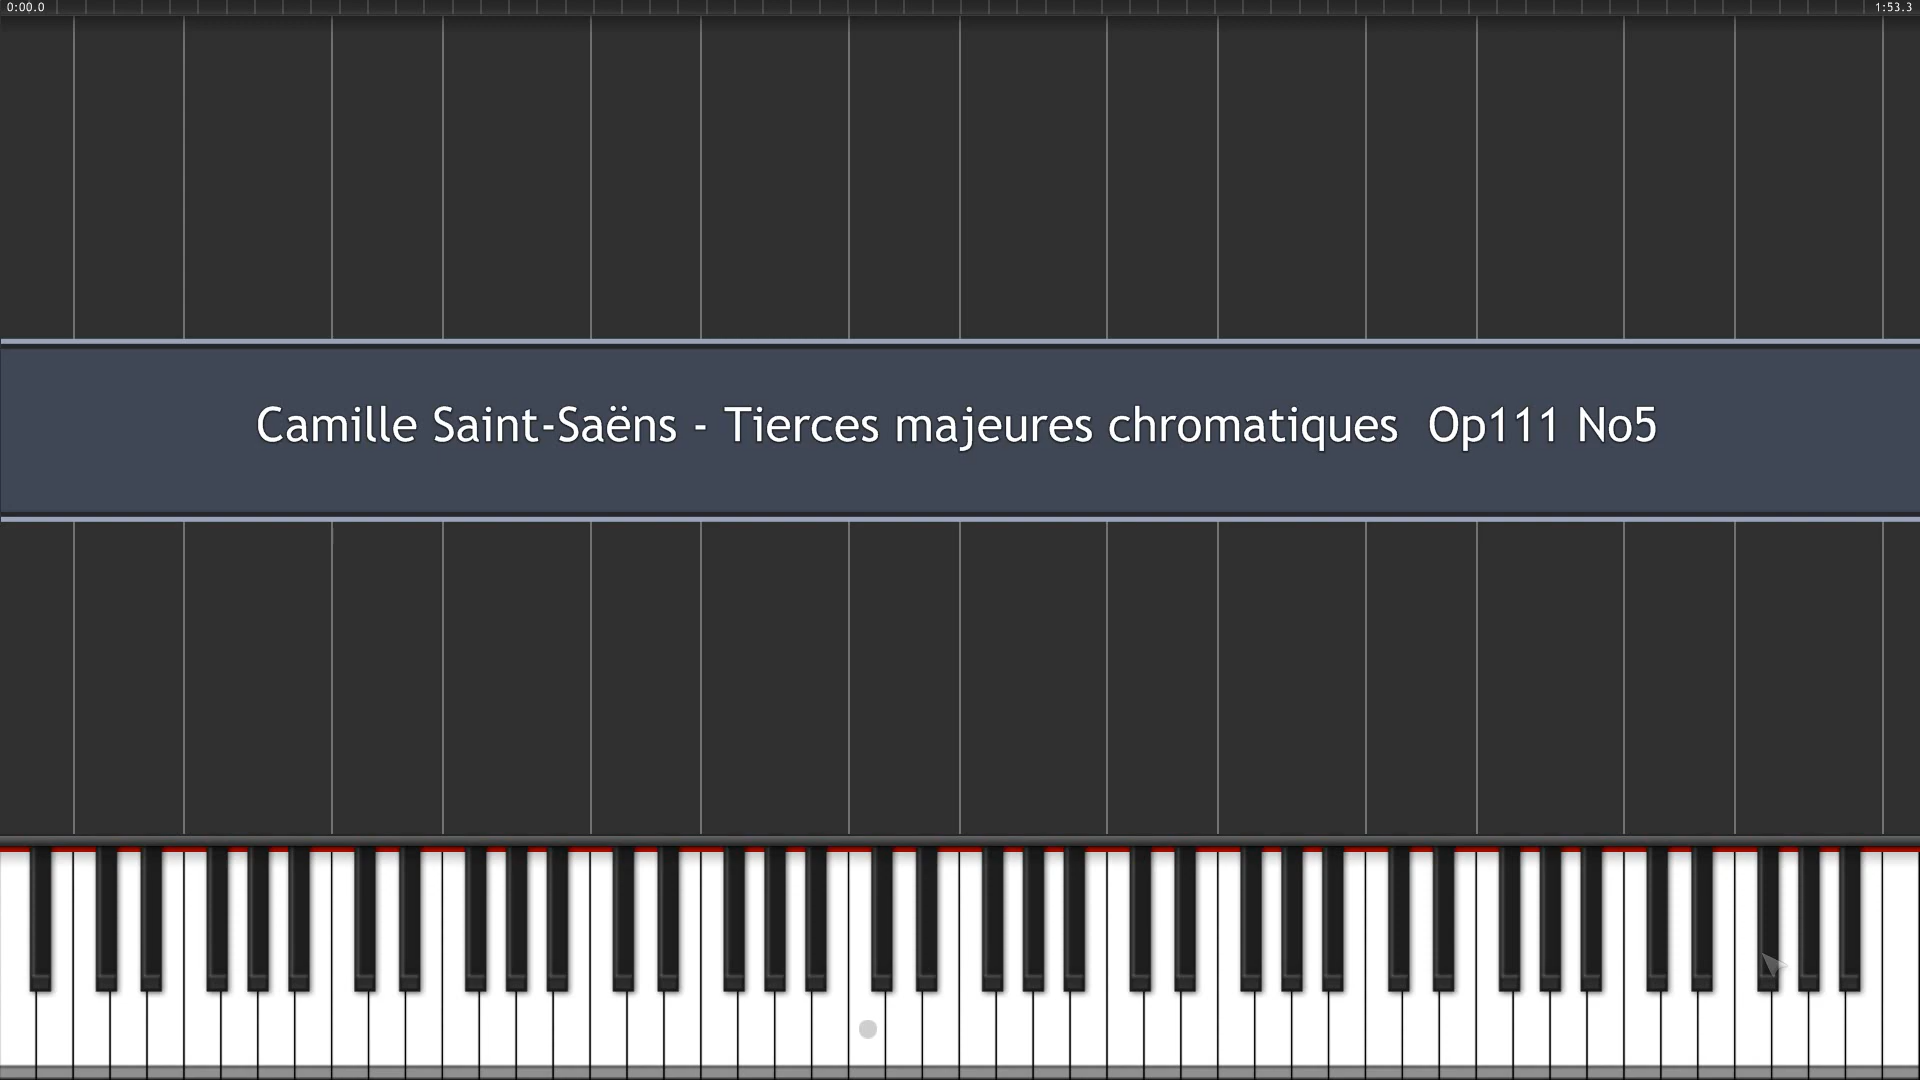 0:00.0 1:53.3
Camille Saint-Saëns - Tierces majeures chromatiques  Op111 No5